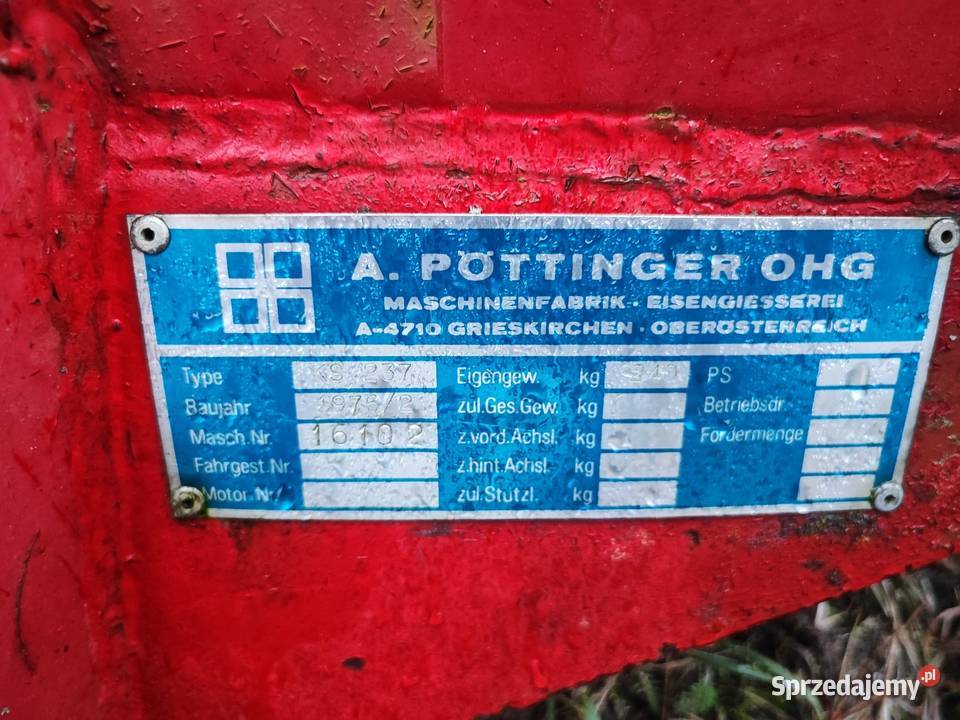 A. PÖTTINGER OHG
MASCHINENFABRIK · EISENGIESSEREI
A-4710 GRIESKIRCHEN · OBERÖSTERREICH
Type 237 Eigengew. kg PS
Baujahr zul.Ges.Gew. kg Betriebsdr.
Masch.Nr. 16102 z.vord.Achsl. kg Fördermenge
Fahrgest.Nr. z.hint.Achsl. kg
Motor.Nr. zul.Stützl. kg
Sprzedajemy.pl